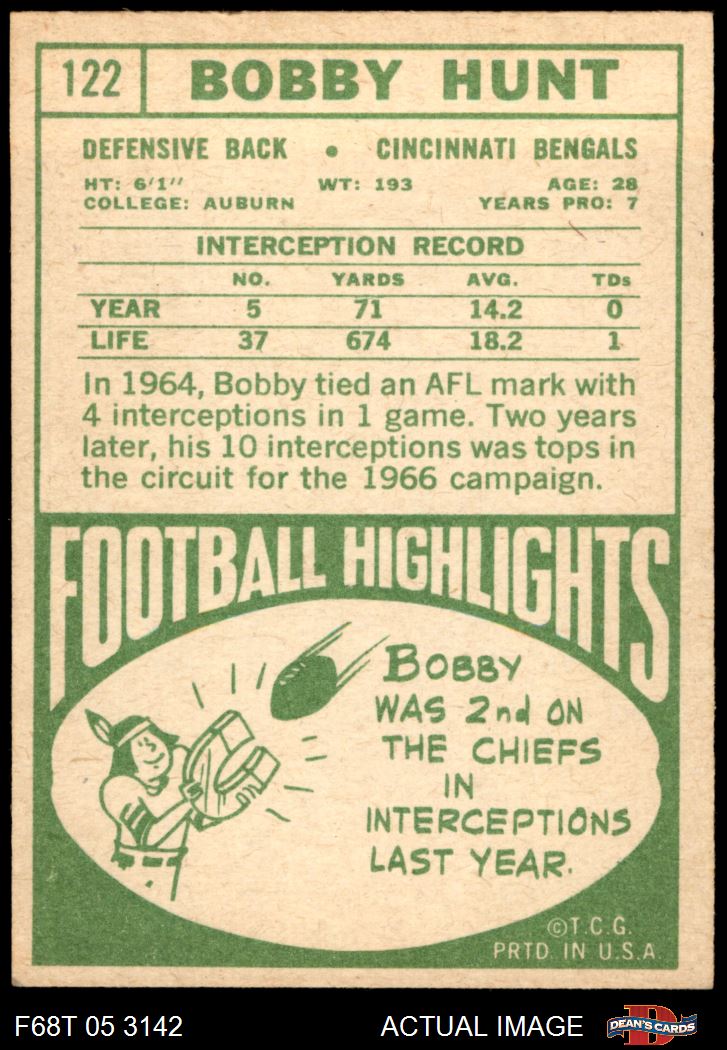 122 BOBBY HUNT
DEFENSIVE BACK • CINCINNATI BENGALS
HT: 6'1" WT: 193 AGE: 28
COLLEGE: AUBURN YEARS PRO: 7
INTERCEPTION RECORD
NO. YARDS AVG. TDs
YEAR 5 71 14.2 0
LIFE 37 674 18.2 1
In 1964, Bobby tied an AFL mark with
4 interceptions in 1 game. Two years
later, his 10 interceptions was tops in
the circuit for the 1966 campaign.
FOOTBALL HIGHLIGHTS
BOBBY
WAS 2nd ON
THE CHIEFS
IN
INTERCEPTIONS
LAST YEAR.
©T.C.G.
PRTD. IN U.S.A.
F68T 05 3142 ACTUAL IMAGE DEAN'S CARDS